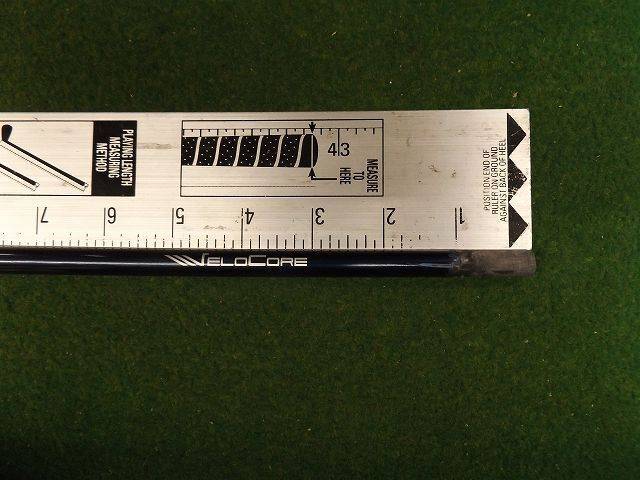 PLAYING LENGTH
MEASURING
METHOD
43
MEASURE
TO
HERE
POSITION END OF
RULER ON GROUND
AGAINST BACK OF HEEL
7 6 5 4 3 2 1
VELOCORE